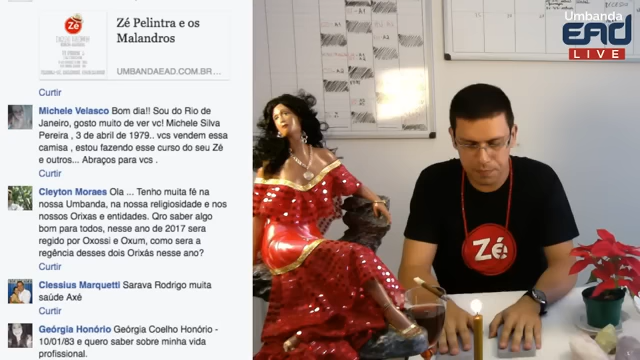 Zé
Zé Pelintra e os
Malandros
UMBANDAEAD.COM.BR...
Curtir
Michele Velasco Bom dia!! Sou do Rio de
Janeiro, gosto muito de ver vc! Michele Silva
Pereira , 3 de abril de 1979.. vcs vendem essa
camisa , estou fazendo esse curso do seu Zé
e outros... Abraços para vcs .
Curtir
Cleyton Moraes Ola ... Tenho muita fé na
nossa Umbanda, na nossa religiosidade e nos
nossos Orixas e entidades. Qro saber algo
bom para todos, nesse ano de 2017 sera
regido por Oxossi e Oxum, como sera a
regência desses dois Orixás nesse ano?
Curtir
Clessius Marquetti Sarava Rodrigo muita
saúde Axé
Curtir
Geórgia Honório Geórgia Coelho Honório -
10/01/83 e quero saber sobre minha vida
profissional.
Umbanda
EAD
LIVE
Zé